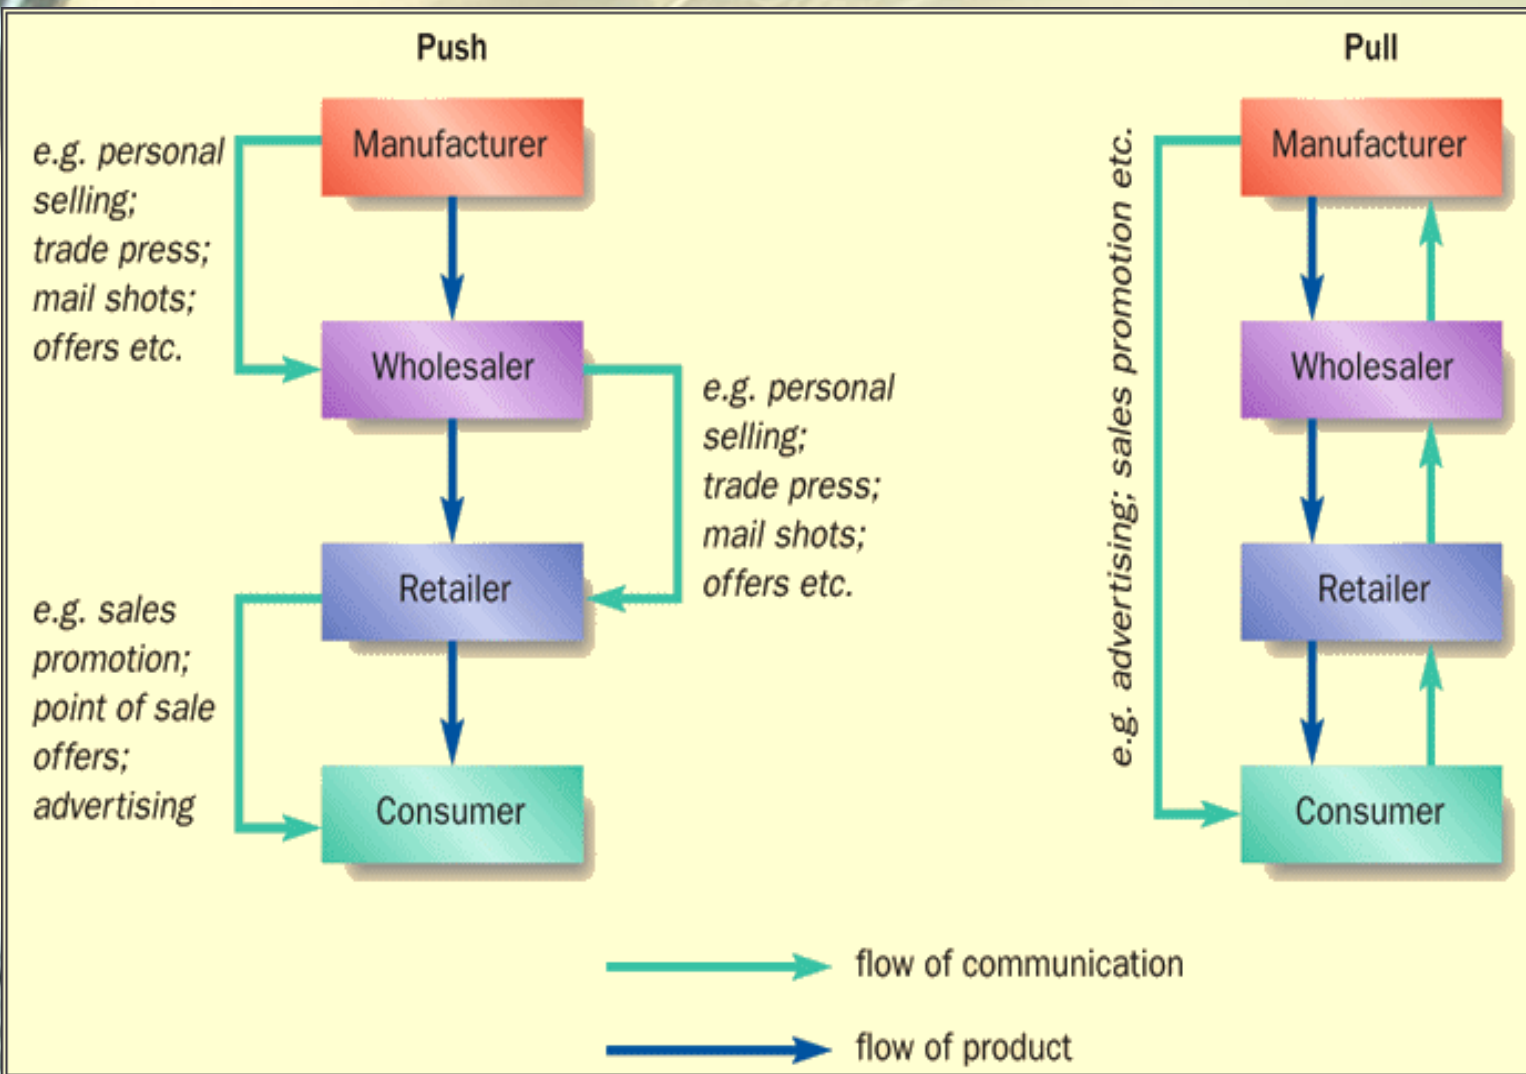 Push
Manufacturer
e.g. personal
selling;
trade press;
mail shots;
offers etc.
Wholesaler
e.g. personal
selling;
trade press;
mail shots;
offers etc.
Retailer
e.g. sales
promotion;
point of sale
offers;
advertising
Consumer
Pull
Manufacturer
e.g. advertising; sales promotion etc.
Wholesaler
Retailer
Consumer
flow of communication
flow of product